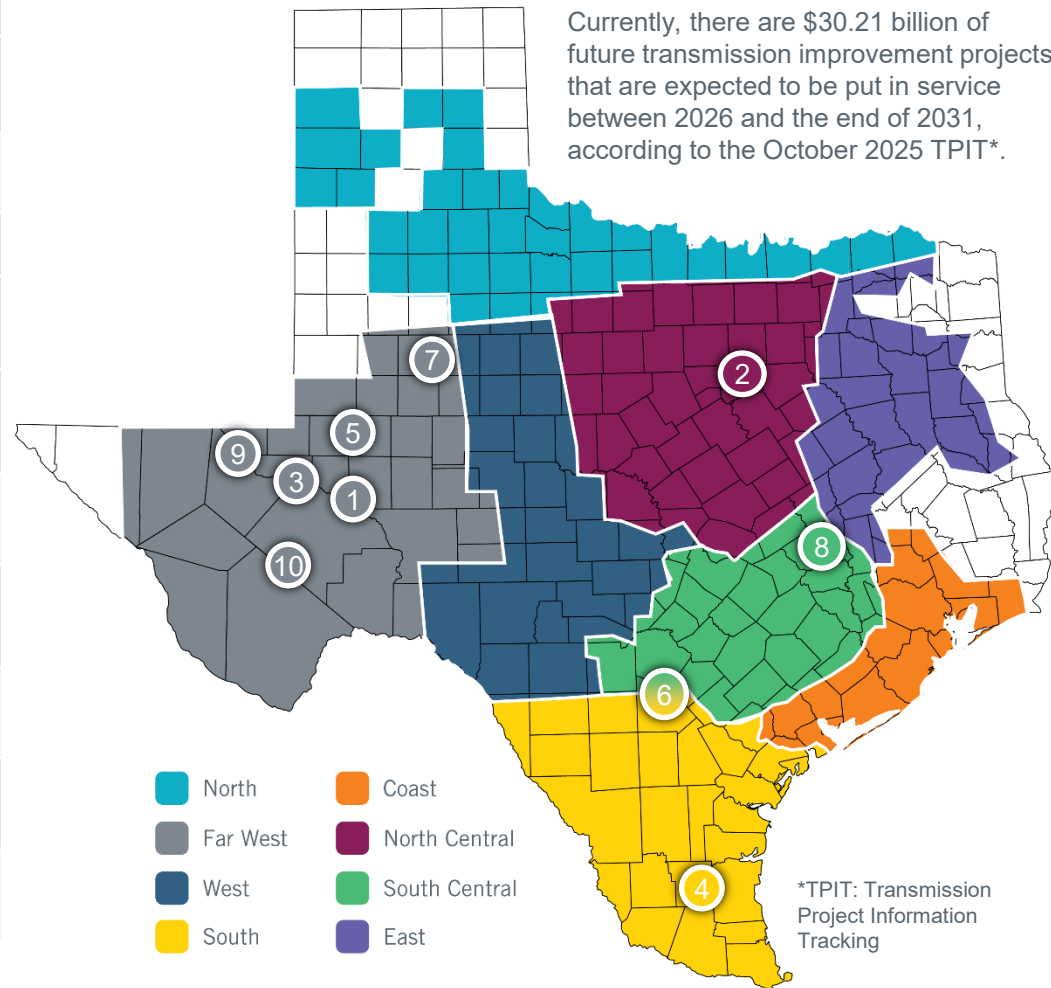 Currently, there are $30.21 billion of
future transmission improvement projects
that are expected to be put in service
between 2026 and the end of 2031,
according to the October 2025 TPIT*.
7
2
5
9
3
1
8
10
6
4
North
Far West
West
South
Coast
North Central
South Central
East
*TPIT: Transmission
Project Information
Tracking